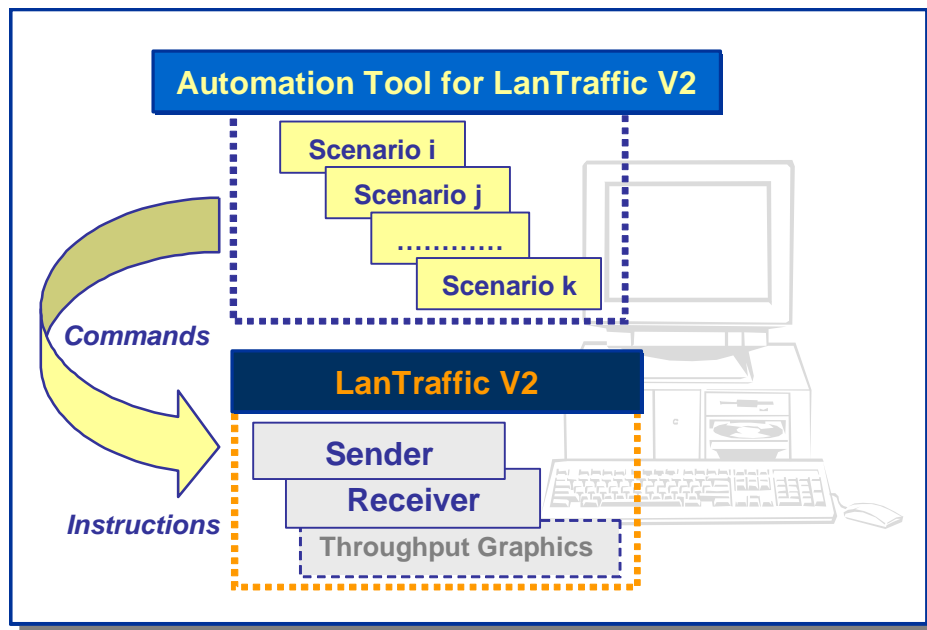 Automation Tool for LanTraffic V2
Scenario i
Scenario j
............
Scenario k
Commands
LanTraffic V2
Sender
Receiver
Instructions
Throughput Graphics